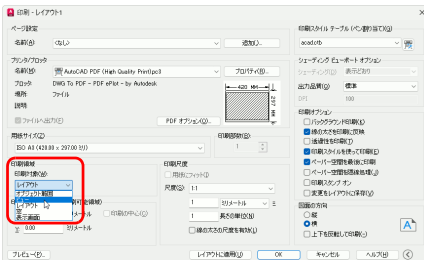 印刷 - レイアウト1
ページ設定
名前(A): <なし> 追加()...
プリンタ/プロッタ
名前(M): AutoCAD PDF (High Quality Print).pc3 プロパティ(R)...
プロッタ: DWG To PDF - PDF ePlot - by Autodesk
場所: ファイル
説明:
ファイルへ出力(F) PDF オプション(O)...
420 MM
297 MM
用紙サイズ(Z)
ISO A3 (420.00 x 297.00 ミリ)
印刷部数(B)
1
印刷領域
印刷対象(W):
レイアウト
オブジェクト範囲
レイアウト
窓
表示画面
印刷の中心(C)
0.00 ミリメートル
印刷尺度
用紙にフィット(I)
尺度(S): 1:1
1 ミリメートル =
1 長さの単位(N)
線の太さの尺度を有効(L)
印刷スタイル テーブル (ペン割り当て)(G)
acad.ctb
シェーディング ビューポート オプション
シェーディング(D) 表示どおり
出力品質(Q) 標準
DPI 100
印刷オプション
バックグラウンド印刷(K)
線の太さを印刷に反映
透過性を印刷(T)
印刷スタイルを使って印刷(E)
ペーパー空間を最後に印刷
ペーパー空間を隠線処理(J)
印刷スタンプ オン
変更をレイアウトに保存(V)
図面の方向
縦
横
上下を反転して印刷(-)
A
プレビュー(P)... レイアウトに適用(U) OK キャンセル ヘルプ(H)